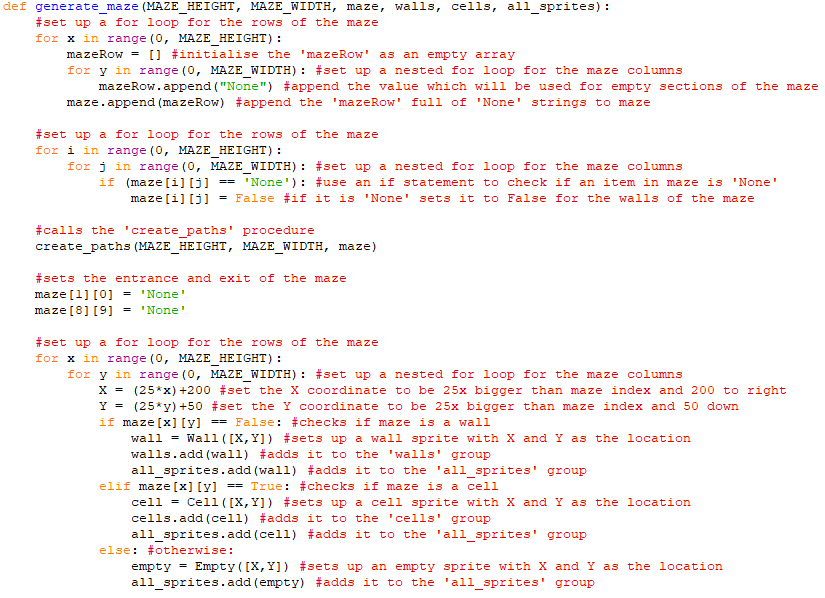 def generate_maze(MAZE_HEIGHT, MAZE_WIDTH, maze, walls, cells, all_sprites):
    #set up a for loop for the rows of the maze
    for x in range(0, MAZE_HEIGHT):
        mazeRow = [] #initialise the 'mazeRow' as an empty array
        for y in range(0, MAZE_WIDTH): #set up a nested for loop for the maze columns
            mazeRow.append("None") #append the value which will be used for empty sections of the maze
        maze.append(mazeRow) #append the 'mazeRow' full of 'None' strings to maze

    #set up a for loop for the rows of the maze
    for i in range(0, MAZE_HEIGHT):
        for j in range(0, MAZE_WIDTH): #set up a nested for loop for the maze columns
            if (maze[i][j] == 'None'): #use an if statement to check if an item in maze is 'None'
                maze[i][j] = False #if it is 'None' sets it to False for the walls of the maze

    #calls the 'create_paths' procedure
    create_paths(MAZE_HEIGHT, MAZE_WIDTH, maze)

    #sets the entrance and exit of the maze
    maze[1][0] = 'None'
    maze[8][9] = 'None'

    #set up a for loop for the rows of the maze
    for x in range(0, MAZE_HEIGHT):
        for y in range(0, MAZE_WIDTH): #set up a nested for loop for the maze columns
            X = (25*x)+200 #set the X coordinate to be 25x bigger than maze index and 200 to right
            Y = (25*y)+50 #set the Y coordinate to be 25x bigger than maze index and 50 down
            if maze[x][y] == False: #checks if maze is a wall
                wall = Wall([X,Y]) #sets up a wall sprite with X and Y as the location
                walls.add(wall) #adds it to the 'walls' group
                all_sprites.add(wall) #adds it to the 'all_sprites' group
            elif maze[x][y] == True: #checks if maze is a cell
                cell = Cell([X,Y]) #sets up a cell sprite with X and Y as the location
                cells.add(cell) #adds it to the 'cells' group
                all_sprites.add(cell) #adds it to the 'all_sprites' group
            else: #otherwise:
                empty = Empty([X,Y]) #sets up an empty sprite with X and Y as the location
                all_sprites.add(empty) #adds it to the 'all_sprites' group